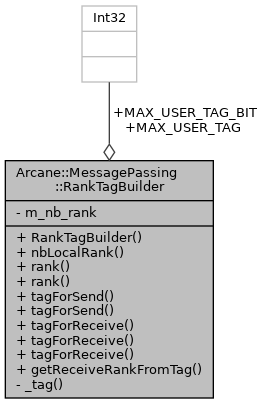 Int32
+MAX_USER_TAG_BIT
+MAX_USER_TAG
Arcane::MessagePassing
::RankTagBuilder
- m_nb_rank
+ RankTagBuilder()
+ nbLocalRank()
+ rank()
+ rank()
+ tagForSend()
+ tagForSend()
+ tagForReceive()
+ tagForReceive()
+ tagForReceive()
+ getReceiveRankFromTag()
- _tag()